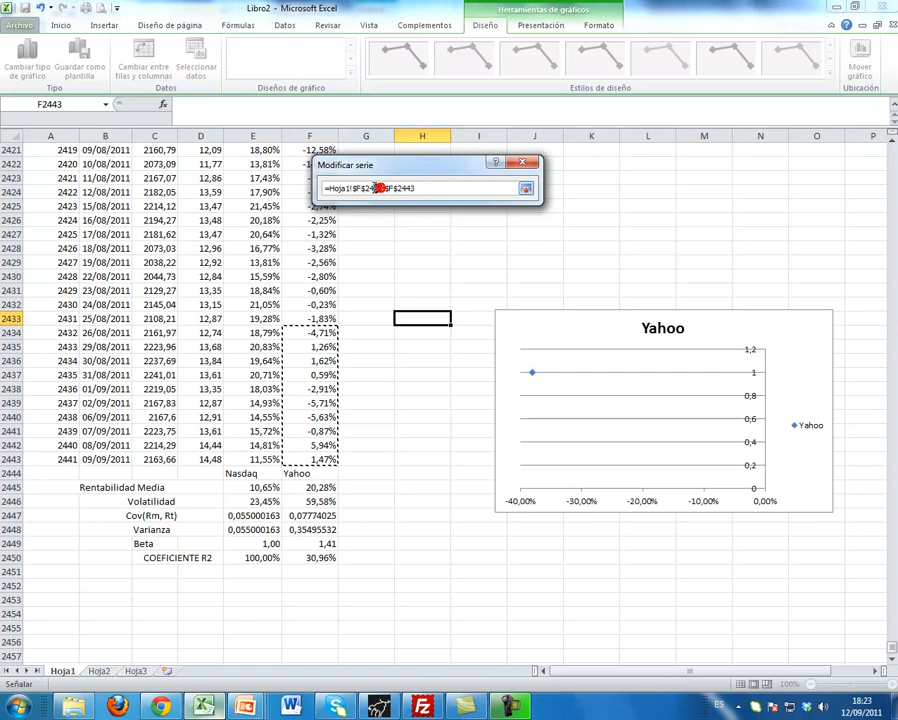 Libro2 - Microsoft Excel
Herramientas de gráficos
Archivo Inicio Insertar Diseño de página Fórmulas Datos Revisar Vista Complementos Diseño Presentación Formato
Cambiar tipo de gráfico
Guardar como plantilla
Cambiar entre filas y columnas
Seleccionar datos
Mover gráfico
Tipo Datos Diseños de gráfico Estilos de diseño Ubicación
F2443 fx
A B C D E F G H I J K L M N O P
2421 2419 09/08/2011 2160,79 12,09 18,80% -12,58%
2422 2420 10/08/2011 2073,09 11,77 13,81%
2423 2421 11/08/2011 2167,07 12,86 17,43%
2424 2422 12/08/2011 2182,05 13,59 17,90%
2425
2426 2424 16/08/2011 2194,27 13,48 20,18% -2,25%
2427 2425 17/08/2011 2181,62 13,47 20,64% -1,32%
2428 2426 18/08/2011 2073,03 12,96 16,77% -3,28%
2429 2427 19/08/2011 2038,22 12,92 13,81% -2,56%
2430 2428 22/08/2011 2044,73 12,84 15,59% -2,80%
2431 2429 23/08/2011 2129,27 13,16 18,84% -0,60%
2432 2430 24/08/2011 2145,04 13,15 21,05% -0,23%
2433 2431 25/08/2011 2108,21 12,87 19,28% -1,83%
2434 2432 26/08/2011 2161,97 12,74 18,79% -4,71%
2435 2433 29/08/2011 2223,96 13,68 20,83% 1,26%
2436 2434 30/08/2011 2237,69 13,84 19,64% 1,62%
2437 2435 31/08/2011 2241,01 13,61 20,71% 0,59%
2438 2436 01/09/2011 2219,05 12,87 18,03% -2,91%
2439 2437 02/09/2011 2167,83 12,87 14,93% -5,71%
2440 2438 06/09/2011 2167,6 12,91 14,55% -5,63%
2441 2439 07/09/2011 2223,75 13,61 15,72% -0,87%
2442 2440 08/09/2011 2214,29 14,44 14,81% 5,94%
2443 2441 09/09/2011 2163,66 14,48 11,55% 1,47%
2444 Nasdaq Yahoo
2445 Rentabilidad Media 10,65% 20,28%
2446 Volatilidad 23,45% 59,58%
2447 Cov(Rm, Rt) 0,055000163 0,07774025
2448 Varianza 0,055000163 0,35495532
2449 Beta 1,00 1,41
2450 COEFICIENTE R2 100,00% 30,96%
2451
2452
2453
2454
2455
2456
2457
Modificar serie
$F$2443
Yahoo
1,2
1
0,8
0,6
0,4
0,2
0
-40,00% -30,00% -20,00% -10,00% 0,00%
Yahoo
Hoja1 Hoja2 Hoja3
Señalar 100%
ES 18:23
12/09/2011